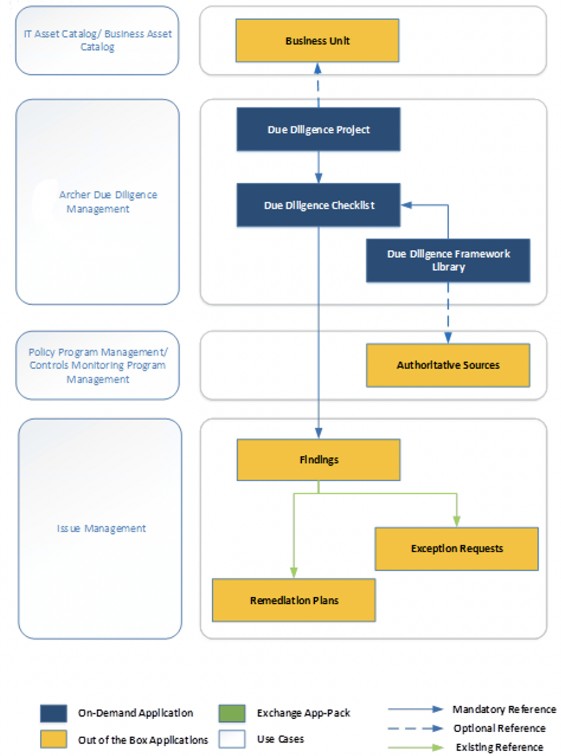 IT Asset Catalog/ Business Asset
Catalog
Business Unit
Due Diligence Project
Archer Due Diligence
Management
Due Diligence Checklist
Due Diligence Framework
Library
Policy Program Management/
Controls Monitoring Program
Management
Authoritative Sources
Findings
Issue Management
Exception Requests
Remediation Plans
On-Demand Application
Exchange App-Pack
Mandatory Reference
Optional Reference
Out of the Box Applications
Use Cases
Existing Reference